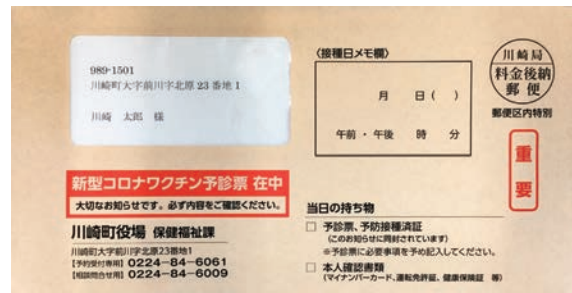 989-1501
川崎町大字前川字北原 23 番地 1
川崎 太郎 様
新型コロナワクチン予診票 在中
大切なお知らせです。必ず内容をご確認ください。
川崎町役場 保健福祉課
川崎町大字前川字北原23番地1
【予約受付専用】0224-84-6061
【相談問合せ用】0224-84-6009
〈接種日メモ欄〉
月 日( )
午前・午後 時 分
川崎局
料金後納
郵便
郵便区内特別
重要
当日の持ち物
□ 予診票、予防接種済証
(このお知らせに同封されています)
※予診票に必要事項を予め記入してください。
□ 本人確認書類
(マイナンバーカード、運転免許証、健康保険証 等)